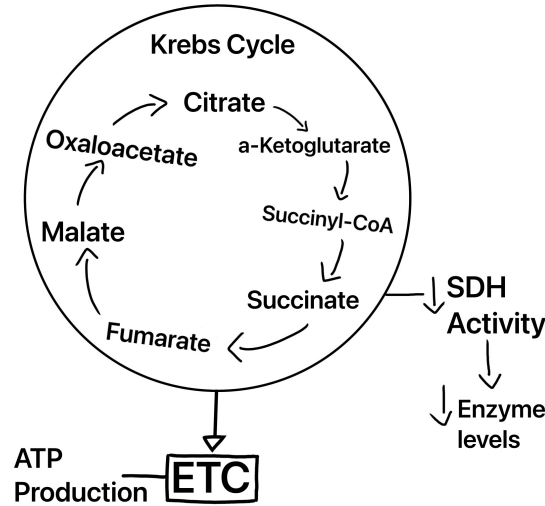 Krebs Cycle
Citrate
a-Ketoglutarate
Succinyl-CoA
Succinate
Fumarate
Malate
Oxaloacetate
SDH
Activity
Enzyme
levels
ETC
ATP
Production